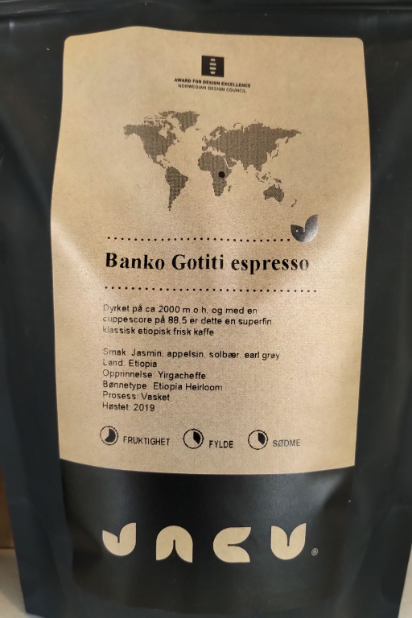 AWARD FOR DESIGN EXCELLENCE
NORWEGIAN DESIGN COUNCIL
Banko Gotiti espresso
Dyrket på ca 2000 m.o.h. og med en
cuppescore på 88.5 er dette en superfin
klassisk etiopisk frisk kaffe
Smak: Jasmin, appelsin, solbær, earl grey
Land: Etiopia
Opprinnelse: Yirgacheffe
Bønnetype: Etiopia Heirloom
Prosess: Vasket
Høstet: 2019
FRUKTIGHET FYLDE SØDME
JACU ®